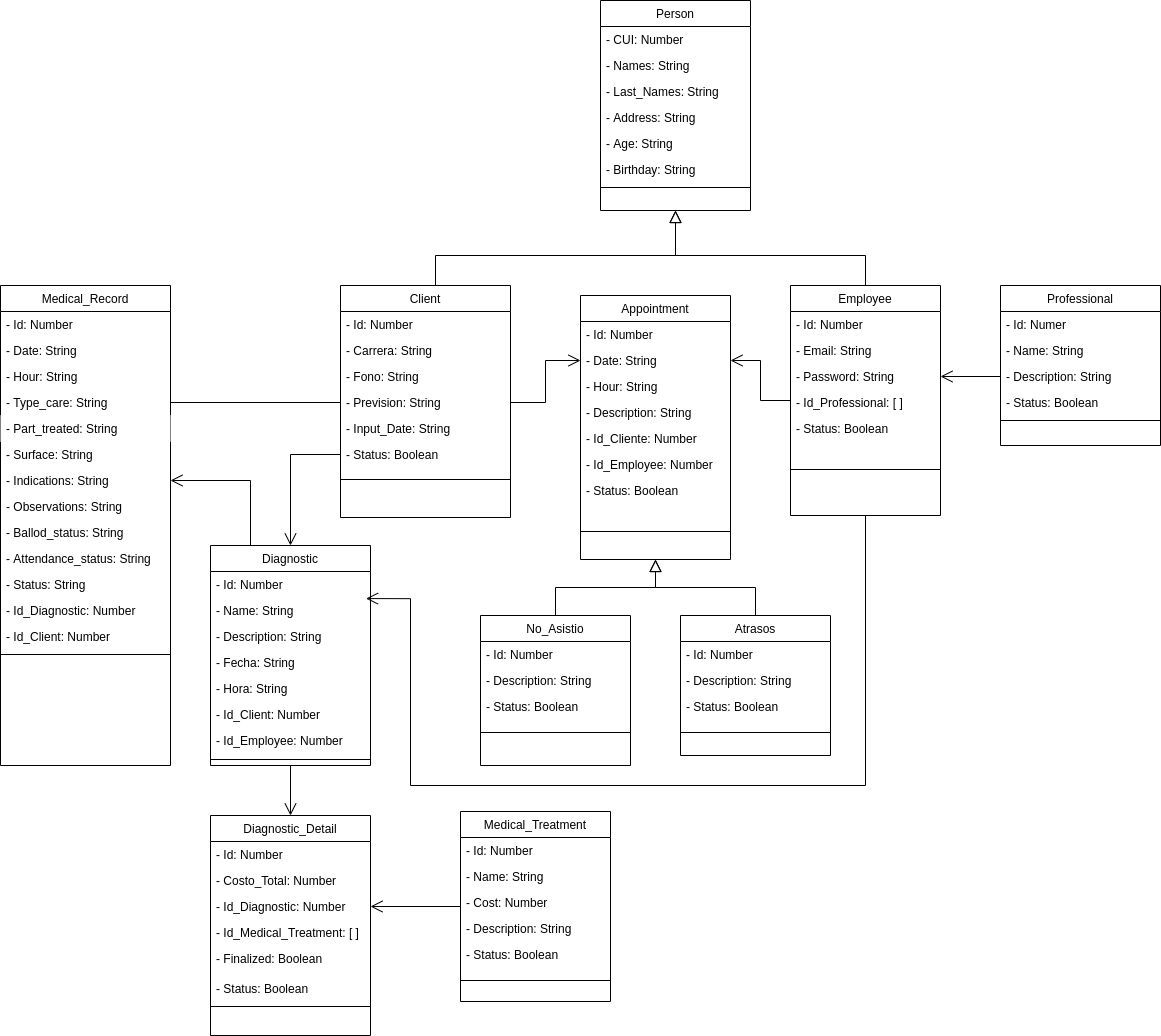 Person
- CUI: Number
- Names: String
- Last_Names: String
- Address: String
- Age: String
- Birthday: String
Medical_Record
- Id: Number
- Date: String
- Hour: String
- Type_care: String
- Part_treated: String
- Surface: String
- Indications: String
- Observations: String
- Ballod_status: String
- Attendance_status: String
- Status: String
- Id_Diagnostic: Number
- Id_Client: Number
Client
- Id: Number
- Carrera: String
- Fono: String
- Prevision: String
- Input_Date: String
- Status: Boolean
Appointment
- Id: Number
- Date: String
- Hour: String
- Description: String
- Id_Cliente: Number
- Id_Employee: Number
- Status: Boolean
Employee
- Id: Number
- Email: String
- Password: String
- Id_Professional: [ ]
- Status: Boolean
Professional
- Id: Numer
- Name: String
- Description: String
- Status: Boolean
Diagnostic
- Id: Number
- Name: String
- Description: String
- Fecha: String
- Hora: String
- Id_Client: Number
- Id_Employee: Number
No_Asistio
- Id: Number
- Description: String
- Status: Boolean
Atrasos
- Id: Number
- Description: String
- Status: Boolean
Diagnostic_Detail
- Id: Number
- Costo_Total: Number
- Id_Diagnostic: Number
- Id_Medical_Treatment: [ ]
- Finalized: Boolean
- Status: Boolean
Medical_Treatment
- Id: Number
- Name: String
- Cost: Number
- Description: String
- Status: Boolean